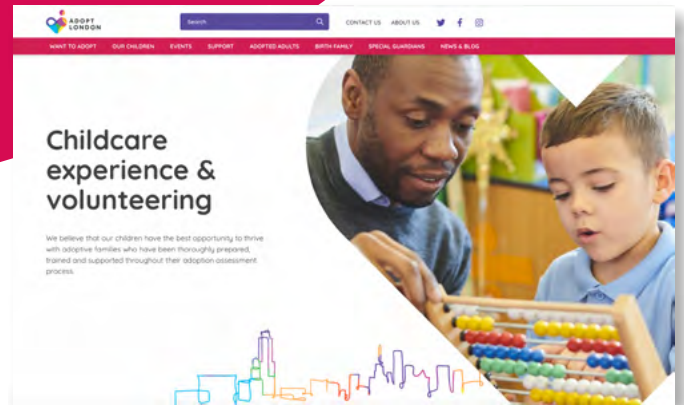 ADOPT
LONDON
Search
CONTACT US ABOUT US
WANT TO ADOPT OUR CHILDREN EVENTS SUPPORT ADOPTED ADULTS BIRTH FAMILY SPECIAL GUARDIANS NEWS & BLOG
Childcare
experience &
volunteering
We believe that our children have the best opportunity to thrive
with adoptive families who have been thoroughly prepared,
trained and supported throughout their adoption assessment
process.